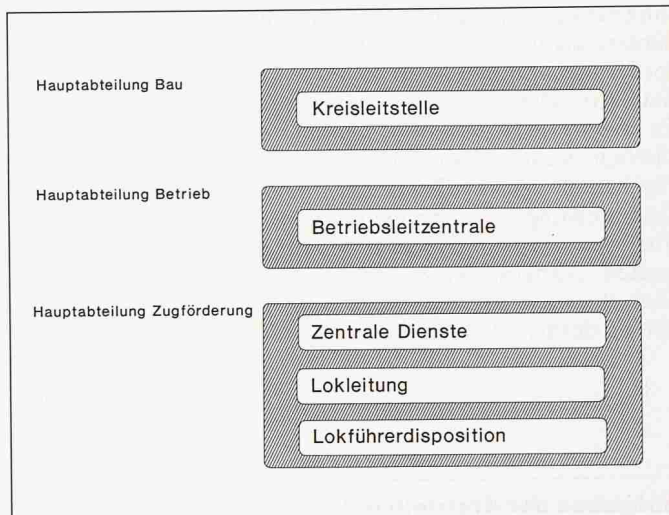 Hauptabteilung Bau
Kreisleitstelle
Hauptabteilung Betrieb
Betriebsleitzentrale
Hauptabteilung Zugförderung
Zentrale Dienste
Lokleitung
Lokführerdisposition